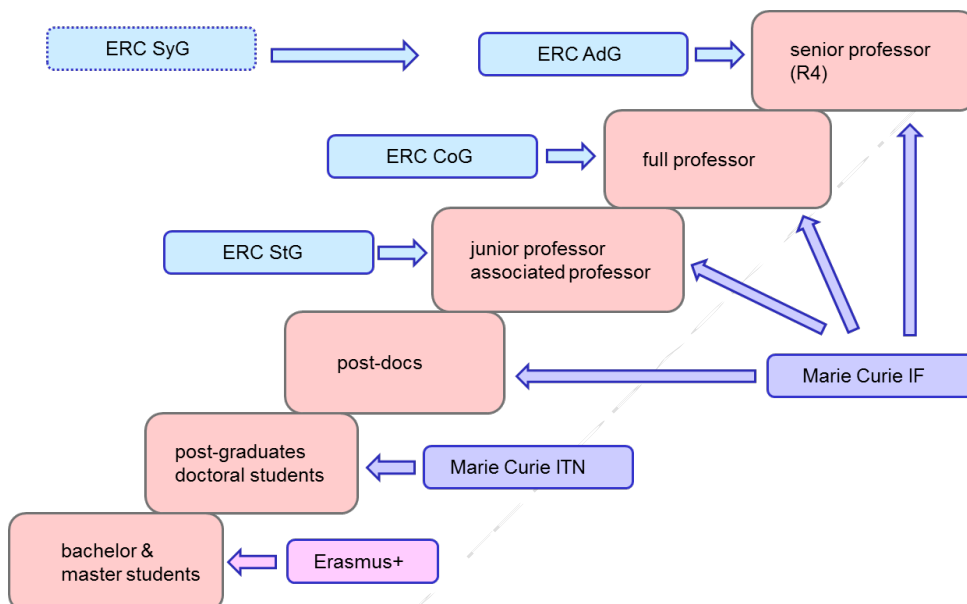 ERC SyG
ERC AdG
senior professor
(R4)
ERC CoG
full professor
ERC StG
junior professor
associated professor
post-docs
Marie Curie IF
post-graduates
doctoral students
Marie Curie ITN
bachelor &
master students
Erasmus+